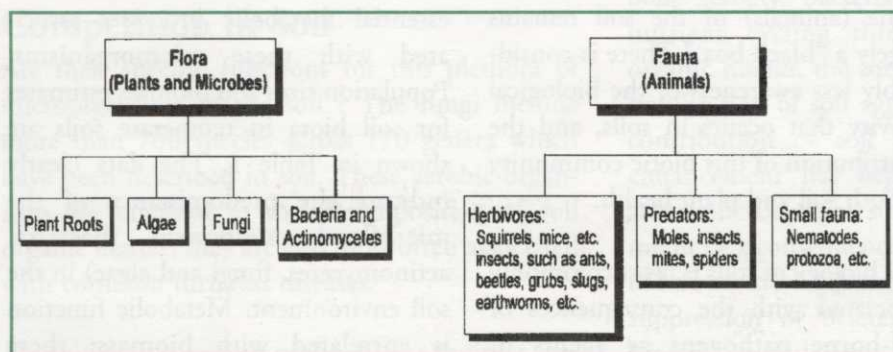 Flora
(Plants and Microbes)
Fauna
(Animals)
Plant Roots
Algae
Fungi
Bacteria and
Actinomycetes
Herbivores:
Squirrels, mice, etc.
insects, such as ants,
beetles, grubs, slugs,
earthworms, etc.
Predators:
Moles, insects,
mites, spiders
Small fauna:
Nematodes,
protozoa, etc.